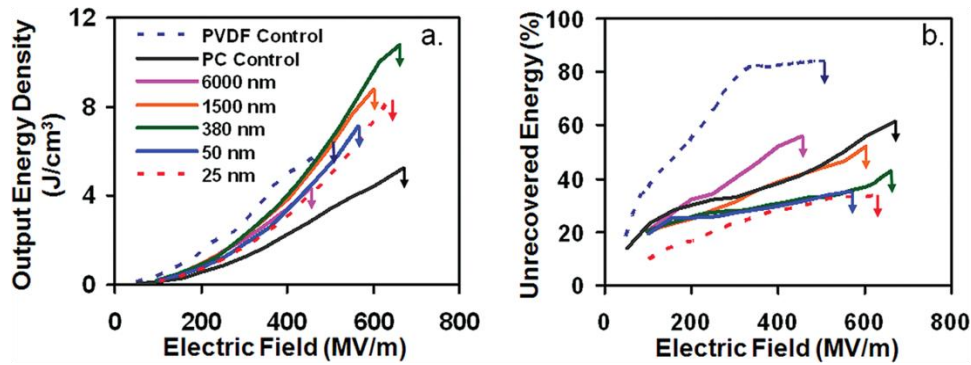 12
8
4
0
Output Energy Density
(J/cm³)
PVDF Control
PC Control
6000 nm
1500 nm
380 nm
50 nm
25 nm
a.
0 200 400 600 800
Electric Field (MV/m)
100
80
60
40
20
0
Unrecovered Energy (%)
b.
0 200 400 600 800
Electric Field (MV/m)